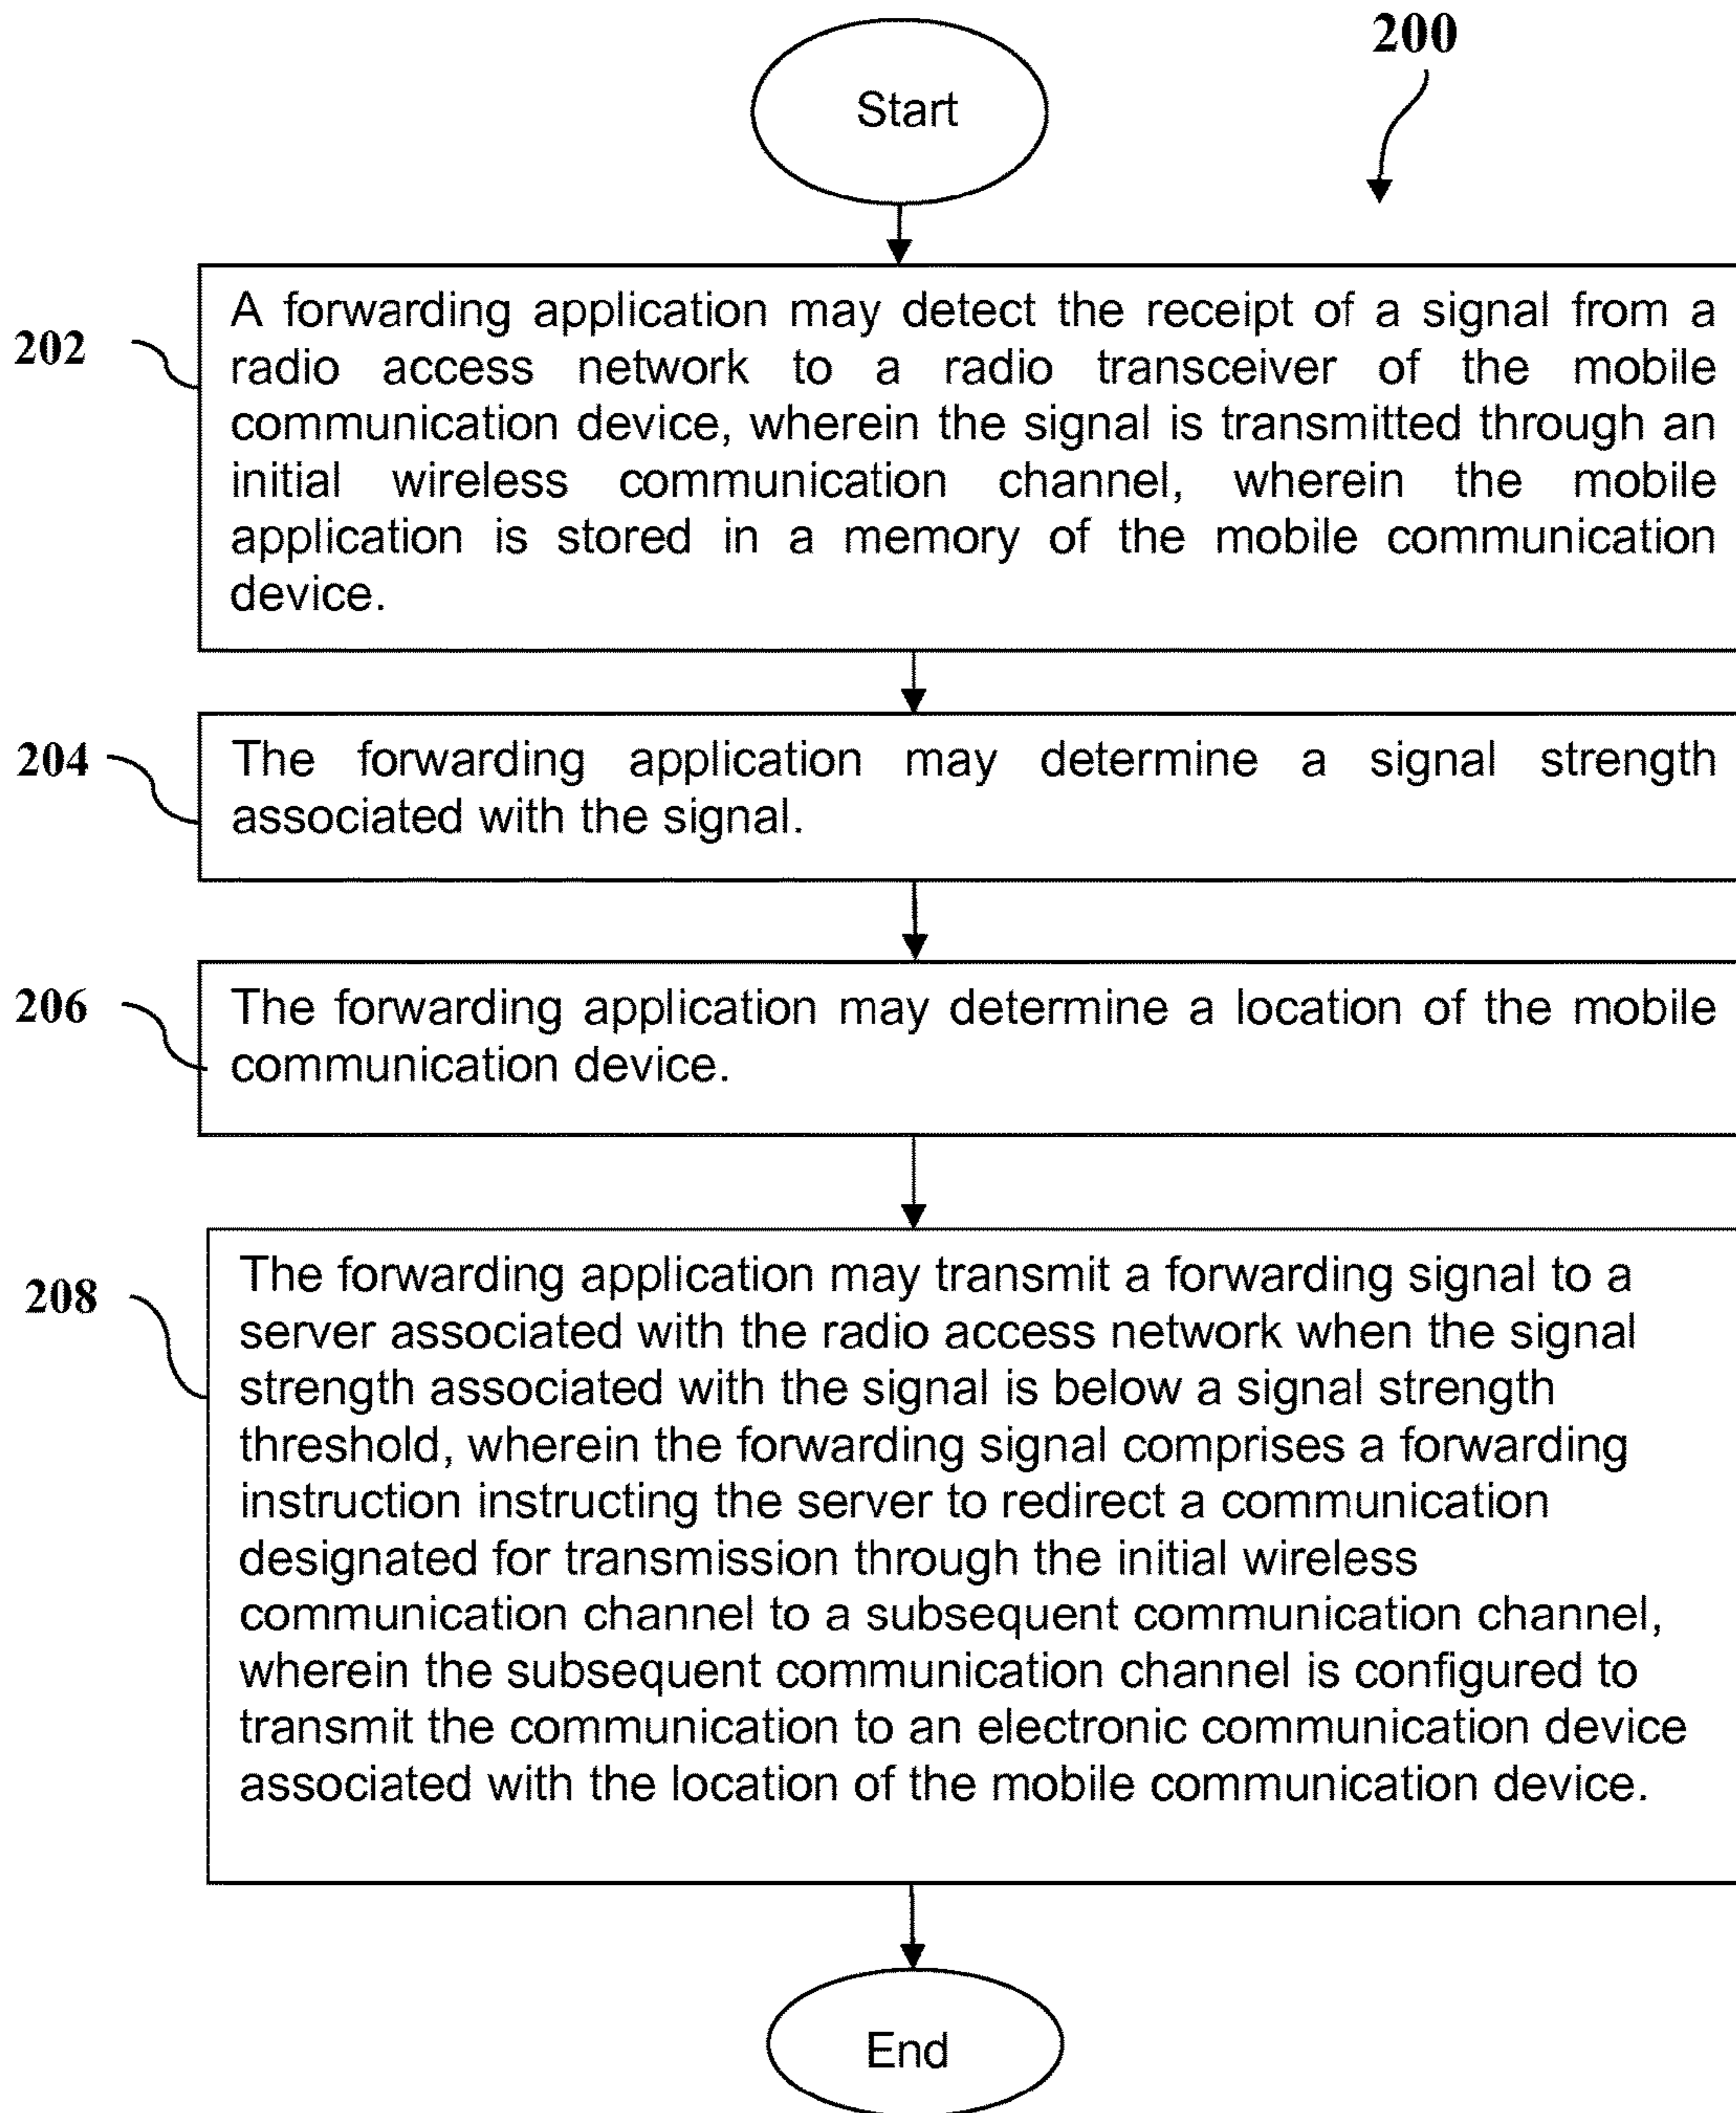 200
Start
202
A forwarding application may detect the receipt of a signal from a
radio access network to a radio transceiver of the mobile
communication device, wherein the signal is transmitted through an
initial wireless communication channel, wherein the mobile
application is stored in a memory of the mobile communication
device.
204
The forwarding application may determine a signal strength
associated with the signal.
206
The forwarding application may determine a location of the mobile
communication device.
208
The forwarding application may transmit a forwarding signal to a
server associated with the radio access network when the signal
strength associated with the signal is below a signal strength
threshold, wherein the forwarding signal comprises a forwarding
instruction instructing the server to redirect a communication
designated for transmission through the initial wireless
communication channel to a subsequent communication channel,
wherein the subsequent communication channel is configured to
transmit the communication to an electronic communication device
associated with the location of the mobile communication device.
End